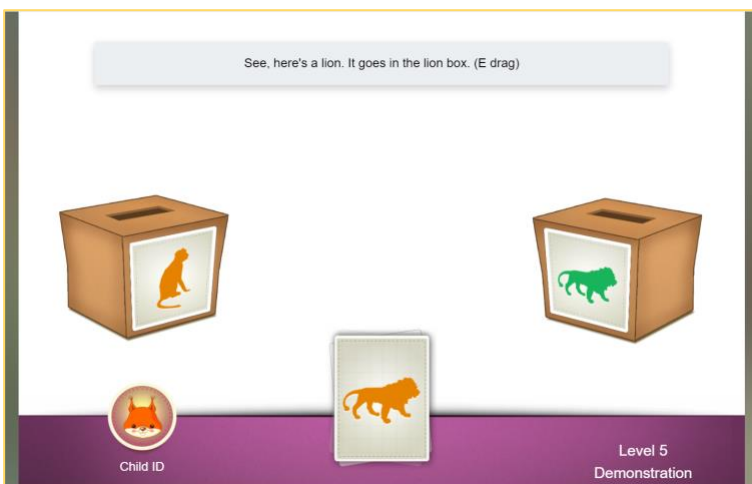 See, here's a lion. It goes in the lion box. (E drag)
Child ID
Level 5
Demonstration